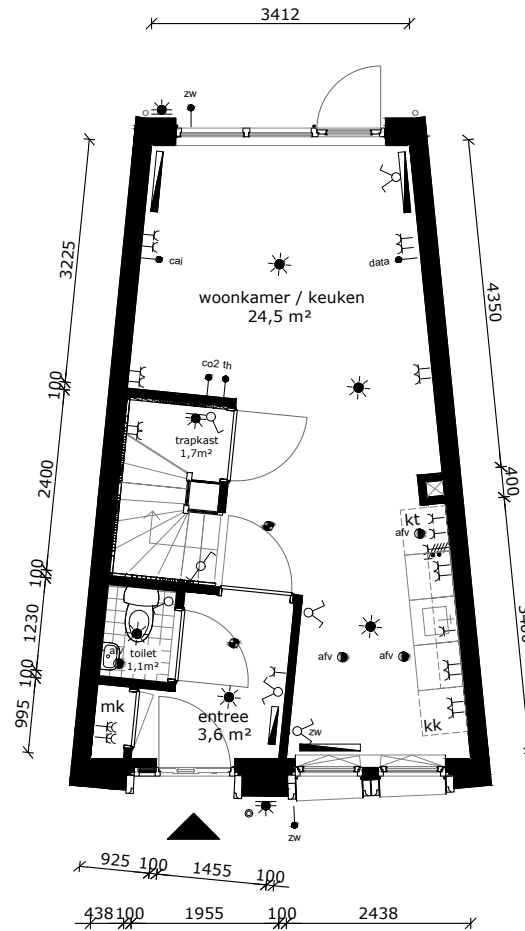 3412
zw
3225
cai
data
4350
woonkamer / keuken
24,5 m²
100
co2 th
trapkast
1,7m²
2400
400
kt
afv
100
1230
afv
toilet
1,1m²
afv
afv
100
995
mk
entree
3,6 m²
zw
kk
zw
925
100
1455
100
438
100
1955
100
2438